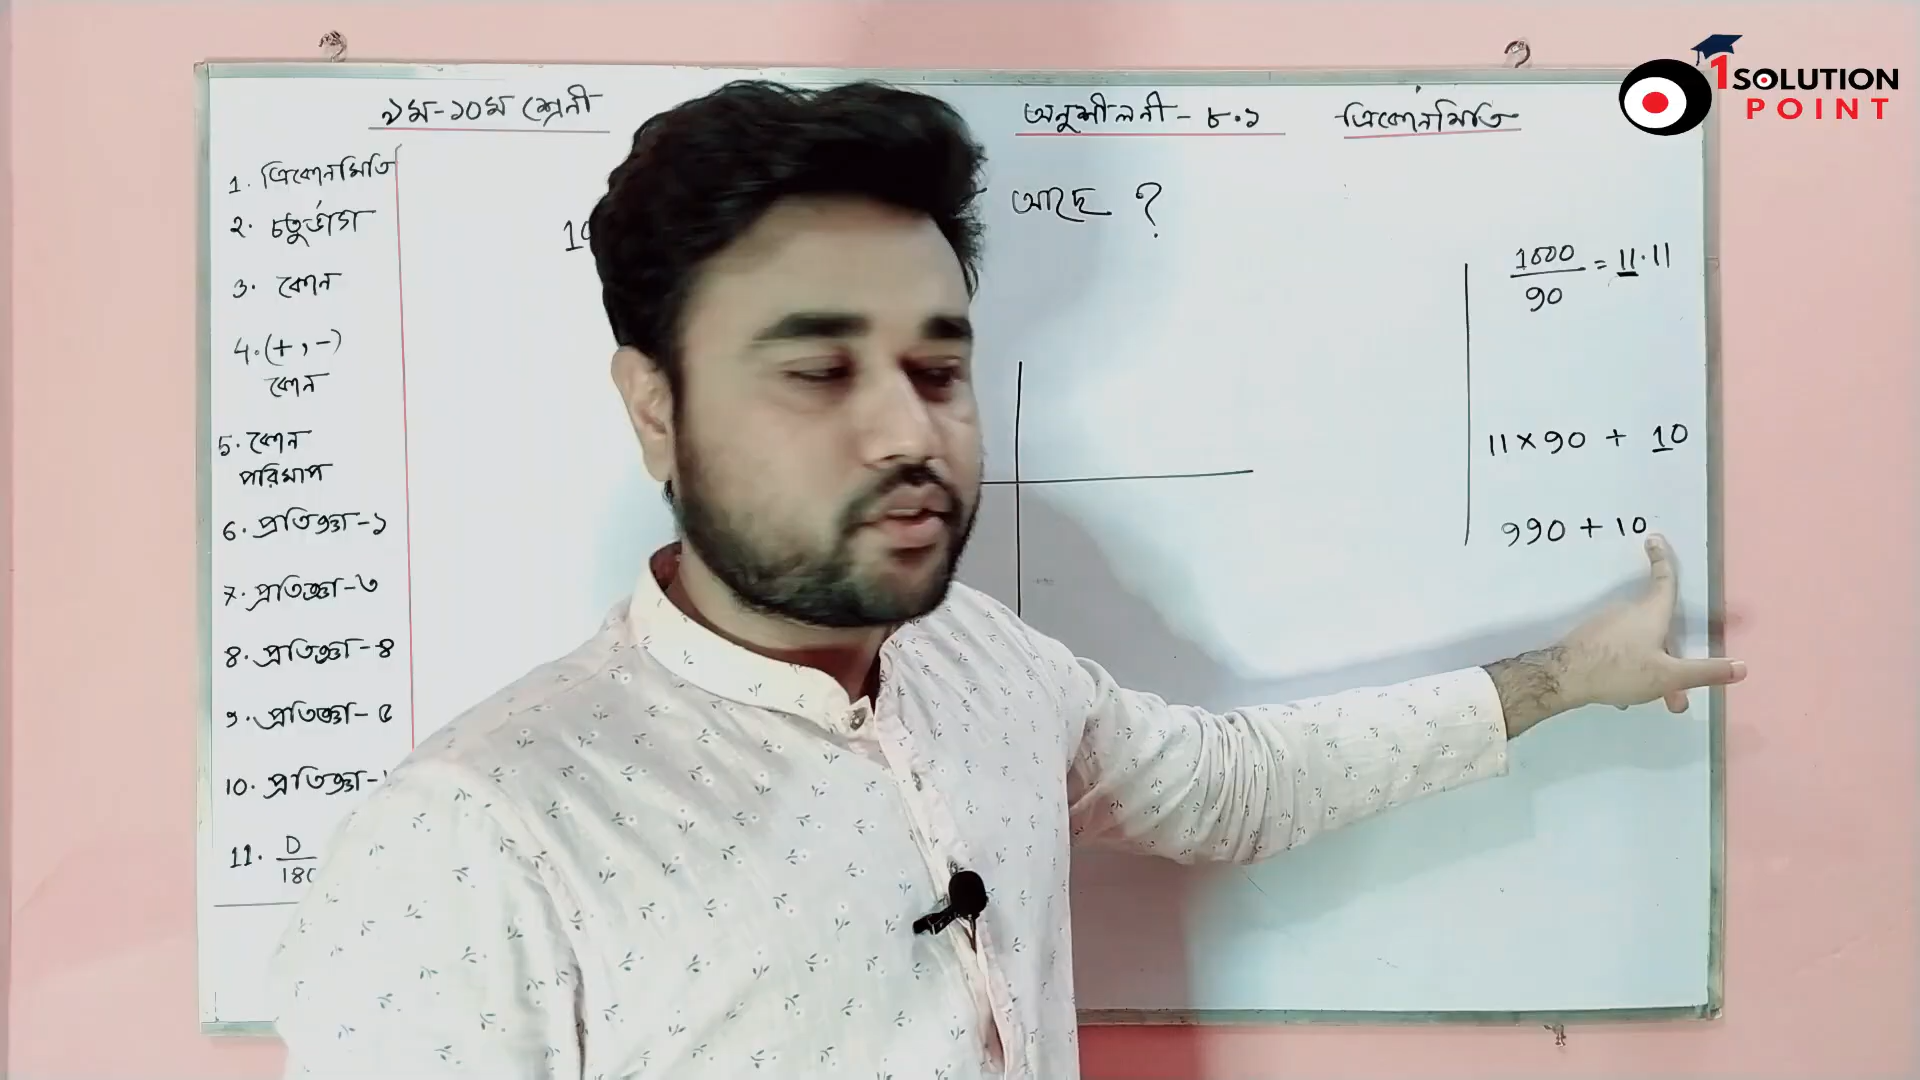 ৯ম-১০ম শ্রেনী
অনুশীলনী - ৮.১
ত্রিকোনমিতি
1SOLUTION
POINT
1. ত্রিকোনমিতি
২. চতুর্ভাগ
৩. কোন
4. (+, -)
কোন
5. কোন
পরিমাপ
6. প্রতিজ্ঞা-১
7. প্রতিজ্ঞা-৩
8. প্রতিজ্ঞা-৪
9. প্রতিজ্ঞা-৫
10. প্রতিজ্ঞা-
11. D
আছে ?
1000/90 = 11.11
11×90 + 10
990 + 10